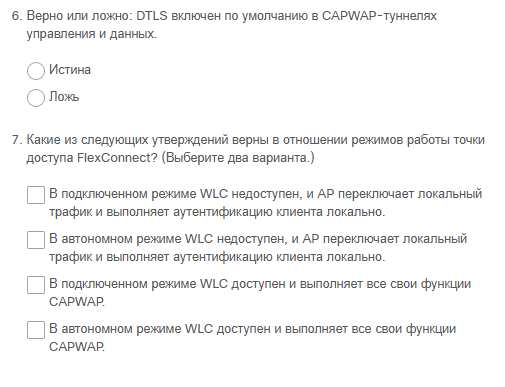 6. Верно или ложно: DTLS включен по умолчанию в CAPWAP-туннелях
управления и данных.
Истина
Ложь
7. Какие из следующих утверждений верны в отношении режимов работы точки
доступа FlexConnect? (Выберите два варианта.)
В подключенном режиме WLC недоступен, и AP переключает локальный
трафик и выполняет аутентификацию клиента локально.
В автономном режиме WLC недоступен, и AP переключает локальный
трафик и выполняет аутентификацию клиента локально.
В подключенном режиме WLC доступен и выполняет все свои функции
CAPWAP.
В автономном режиме WLC доступен и выполняет все свои функции
CAPWAP.